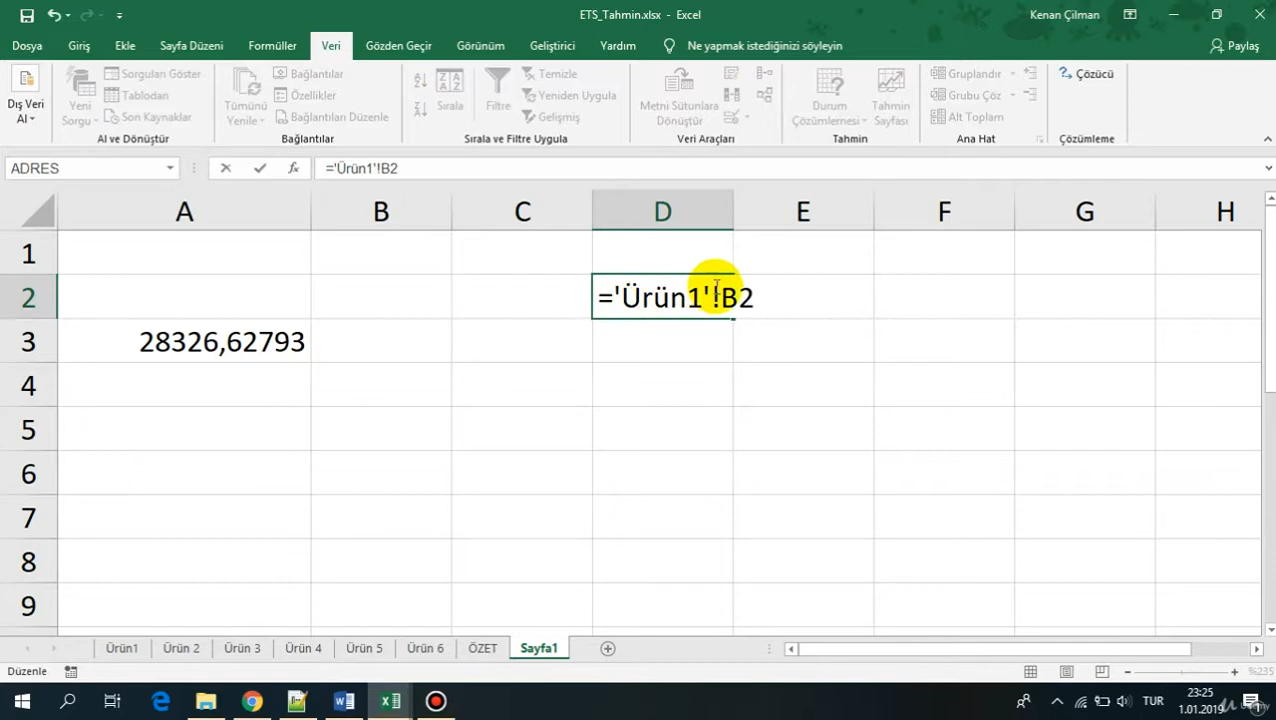 ETS_Tahmin.xlsx - Excel
Kenan Çilman
Dosya Giriş Ekle Sayfa Düzeni Formüller Veri Gözden Geçir Görünüm Geliştirici Yardım Ne yapmak istediğinizi söyleyin Paylaş
Dış Veri Al
Yeni Sorgu
Sorguları Göster
Tablodan
Son Kaynaklar
Al ve Dönüştür
Tümünü Yenile
Bağlantılar
Özellikler
Bağlantıları Düzenle
Bağlantılar
Sırala
Filtre
Temizle
Yeniden Uygula
Gelişmiş
Sırala ve Filtre Uygula
Metni Sütunlara Dönüştür
Veri Araçları
Durum Çözümlemesi
Tahmin Sayfası
Tahmin
Gruplandır
Grubu Çöz
Alt Toplam
Ana Hat
Çözücü
Çözümleme
ADRES
fx
='Ürün1'!B2
A B C D E F G H
1
2 ='Ürün1'!B2
3 28326,62793
4
5
6
7
8
9
Ürün1 Ürün 2 Ürün 3 Ürün 4 Ürün 5 Ürün 6 ÖZET Sayfa1
Düzenle
%235
TUR
23:25
1.01.2019